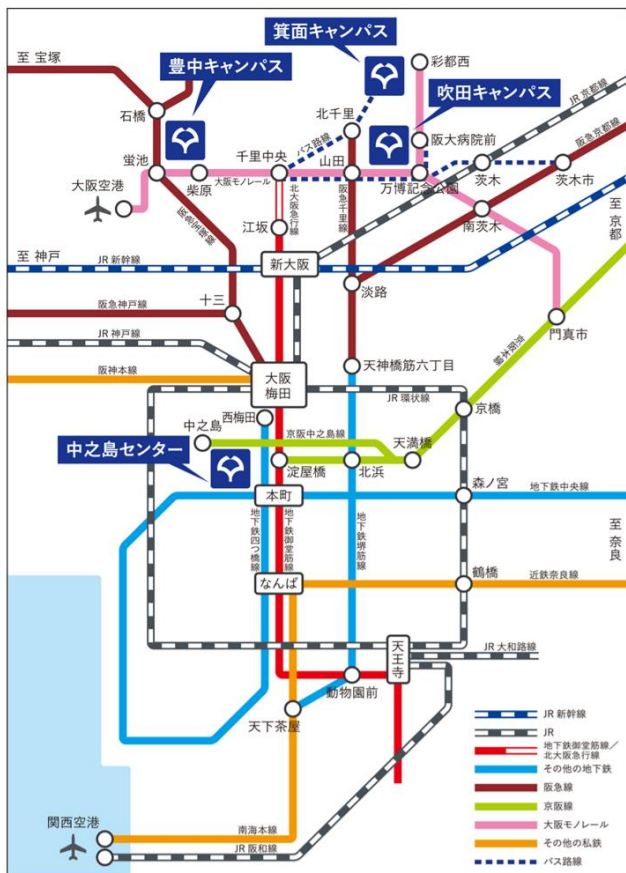 箕面キャンパス
彩都西
至 宝塚
豊中キャンパス
吹田キャンパス
JR 京都線
石橋
北千里
バス路線
阪大病院前
阪急京都線
蛍池
柴原
大阪モノレール
千里中央
山田
万博記念公園
茨木
茨木市
大阪空港
北大阪急行線
阪急千里線
南茨木
至 京都
阪急宝塚線
江坂
至 神戸
JR 新幹線
新大阪
淡路
阪急神戸線
十三
門真市
JR 神戸線
京阪本線
天神橋筋六丁目
阪神本線
大阪
梅田
JR 環状線
京橋
西梅田
中之島
京阪中之島線
天満橋
中之島センター
淀屋橋
北浜
森ノ宮
本町
地下鉄中央線
地下鉄四つ橋線
地下鉄御堂筋線
地下鉄堺筋線
至 奈良
なんば
鶴橋
近鉄奈良線
天王寺
JR 大和路線
動物園前
天下茶屋
JR 新幹線
JR
地下鉄御堂筋線／
北大阪急行線
その他の地下鉄
阪急線
京阪線
大阪モノレール
その他の私鉄
バス路線
関西空港
南海本線
JR 阪和線